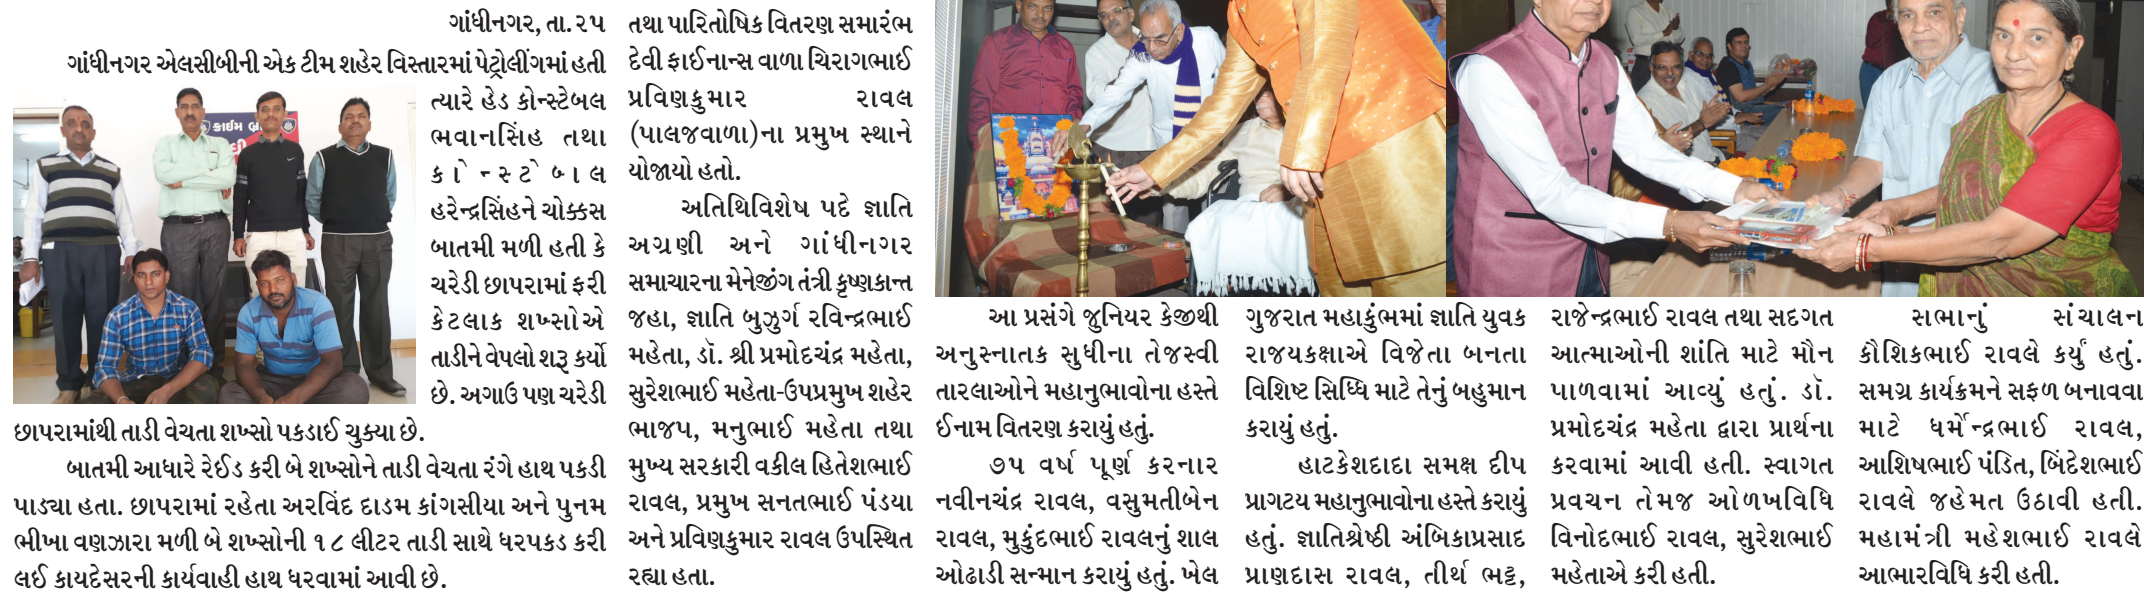 ગાંધીનગર, તા. ૨૫
ગાંધીનગર એલસીબીની એક ટીમ શહેર વિસ્તારમાં પેટ્રોલીંગમાં હતી
ત્યારે હેડ કોન્સ્ટેબલ
ભવાનસિંહ તથા
કોન્સ્ટેબાલ
હરેન્દ્રસિંહને ચોક્કસ
બાતમી મળી હતી કે
ચરેડી છાપરામાં ફરી
કેટલાક શખ્સોએ
તાડીને વેપલો શરૂ કર્યો
છે. અગાઉ પણ ચરેડી
છાપરામાંથી તાડી વેચતા શખ્સો પકડાઈ ચુક્યા છે.
બાતમી આધારે રેઈડ કરી બે શખ્સોને તાડી વેચતા રંગે હાથ પકડી
પાડ્યા હતા. છાપરામાં રહેતા અરવિંદ દાડમ કાંગસીયા અને પુનમ
ભીખા વણઝારા મળી બે શખ્સોની ૧૮ લીટર તાડી સાથે ધરપકડ કરી
લઈ કાયદેસરની કાર્યવાહી હાથ ધરવામાં આવી છે.
ક્રાઈમ બ્રા
તથા પારિતોષિક વિતરણ સમારંભ
દેવી ફાઈનાન્સ વાળા ચિરાગભાઈ
પ્રવિણકુમાર રાવલ
(પાલજવાળા)ના પ્રમુખ સ્થાને
યોજાયો હતો.
અતિથિવિશેષ પદે જ્ઞાતિ
અગ્રણી અને ગાંધીનગર
સમાચારના મેનેજીંગ તંત્રી કૃષ્ણકાન્ત
જહા, જ્ઞાતિ બુઝુર્ગ રવિન્દ્રભાઈ
મહેતા, ડૉ. શ્રી પ્રમોદચંદ્ર મહેતા,
સુરેશભાઈ મહેતા-ઉપપ્રમુખ શહેર
ભાજપ, મનુભાઈ મહેતા તથા
મુખ્ય સરકારી વકીલ હિતેશભાઈ
રાવલ, પ્રમુખ સનતભાઈ પંડયા
અને પ્રવિણકુમાર રાવલ ઉપસ્થિત
રહ્યા હતા.
આ પ્રસંગે જુનિયર કેજીથી
અનુસ્નાતક સુધીના તેજસ્વી
તારલાઓને મહાનુભાવોના હસ્તે
ઈનામ વિતરણ કરાયું હતું.
૭૫ વર્ષ પૂર્ણ કરનાર
નવીનચંદ્ર રાવલ, વસુમતીબેન
રાવલ, મુકુંદભાઈ રાવલનું શાલ
ઓઢાડી સન્માન કરાયું હતું. ખેલ
ગુજરાત મહાકુંભમાં જ્ઞાતિ યુવક
રાજયકક્ષાએ વિજેતા બનતા
વિશિષ્ટ સિધ્ધિ માટે તેનું બહુમાન
કરાયું હતું.
હાટકેશદાદા સમક્ષ દીપ
પ્રાગટય મહાનુભાવોના હસ્તે કરાયું
હતું. જ્ઞાતિશ્રેષ્ઠી અંબિકાપ્રસાદ
પ્રાણદાસ રાવલ, તીર્થ ભટ્ટ,
રાજેન્દ્રભાઈ રાવલ તથા સદગત
આત્માઓની શાંતિ માટે મૌન
પાળવામાં આવ્યું હતું. ડૉ.
પ્રમોદચંદ્ર મહેતા દ્વારા પ્રાર્થના
કરવામાં આવી હતી. સ્વાગત
પ્રવચન તેમજ ઓળખવિધિ
વિનોદભાઈ રાવલ, સુરેશભાઈ
મહેતાએ કરી હતી.
સભાનું સંચાલન
કૌશિકભાઈ રાવલે કર્યું હતું.
સમગ્ર કાર્યક્રમને સફળ બનાવવા
માટે ધર્મેન્દ્રભાઈ રાવલ,
આશિષભાઈ પંડિત, બિંદેશભાઈ
રાવલે જહેમત ઉઠાવી હતી.
મહામંત્રી મહેશભાઈ રાવલે
આભારવિધિ કરી હતી.